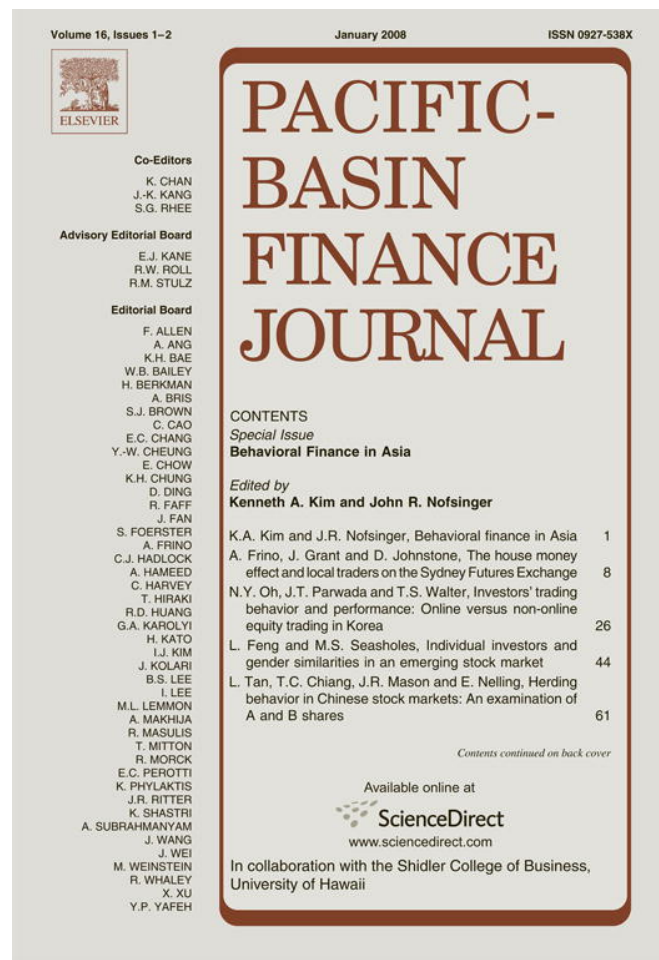 Volume 16, Issues 1–2
January 2008
ISSN 0927-538X
ELSEVIER
Co-Editors
K. CHAN
J.-K. KANG
S.G. RHEE
Advisory Editorial Board
E.J. KANE
R.W. ROLL
R.M. STULZ
Editorial Board
F. ALLEN
A. ANG
K.H. BAE
W.B. BAILEY
H. BERKMAN
A. BRIS
S.J. BROWN
C. CAO
E.C. CHANG
Y.-W. CHEUNG
E. CHOW
K.H. CHUNG
D. DING
R. FAFF
J. FAN
S. FOERSTER
A. FRINO
C.J. HADLOCK
A. HAMEED
C. HARVEY
T. HIRAKI
R.D. HUANG
G.A. KAROLYI
H. KATO
I.J. KIM
J. KOLARI
B.S. LEE
I. LEE
M.L. LEMMON
A. MAKHIJA
R. MASULIS
T. MITTON
R. MORCK
E.C. PEROTTI
K. PHYLAKTIS
J.R. RITTER
K. SHASTRI
A. SUBRAHMANYAM
J. WANG
J. WEI
M. WEINSTEIN
R. WHALEY
X. XU
Y.P. YAFEH
PACIFIC-
BASIN
FINANCE
JOURNAL
CONTENTS
Special Issue
Behavioral Finance in Asia
Edited by
Kenneth A. Kim and John R. Nofsinger
K.A. Kim and J.R. Nofsinger, Behavioral finance in Asia 1
A. Frino, J. Grant and D. Johnstone, The house money
effect and local traders on the Sydney Futures Exchange 8
N.Y. Oh, J.T. Parwada and T.S. Walter, Investors' trading
behavior and performance: Online versus non-online
equity trading in Korea 26
L. Feng and M.S. Seasholes, Individual investors and
gender similarities in an emerging stock market 44
L. Tan, T.C. Chiang, J.R. Mason and E. Nelling, Herding
behavior in Chinese stock markets: An examination of
A and B shares 61
Contents continued on back cover
Available online at
ScienceDirect
www.sciencedirect.com
In collaboration with the Shidler College of Business,
University of Hawaii